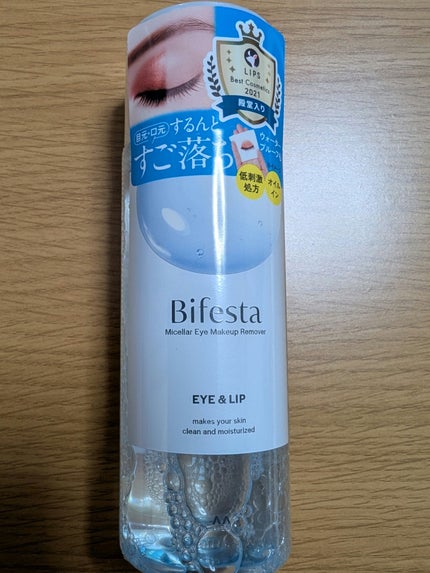 LIPS
Best Cosmetics
2021
殿堂入り
目元・口元 するんと
すご落ち
ウォーター
プルーフも
低刺激
処方
オイル
イン
Bifesta
Micellar Eye Makeup Remover
EYE & LIP
makes your skin
clean and moisturized